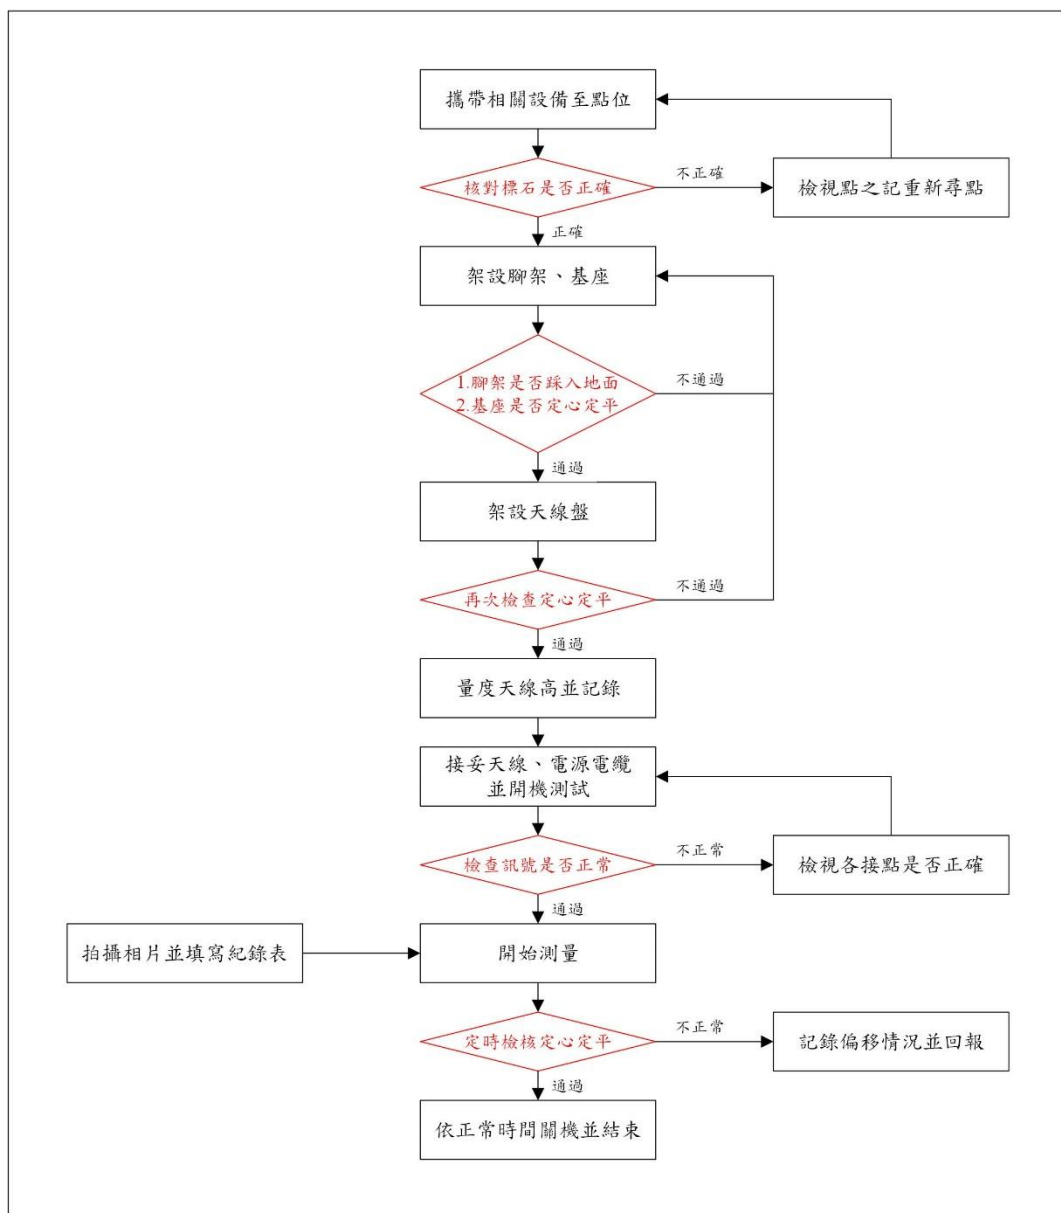 攜帶相關設備至點位
核對標石是否正確
不正確
檢視點之記重新尋點
正確
架設腳架、基座
1.腳架是否踩入地面
2.基座是否定心定平
不通過
通過
架設天線盤
再次檢查定心定平
不通過
通過
量度天線高並記錄
接妥天線、電源電纜
並開機測試
檢查訊號是否正常
不正常
檢視各接點是否正確
通過
拍攝相片並填寫紀錄表
開始測量
定時檢核定心定平
不正常
記錄偏移情況並回報
通過
依正常時間關機並結束